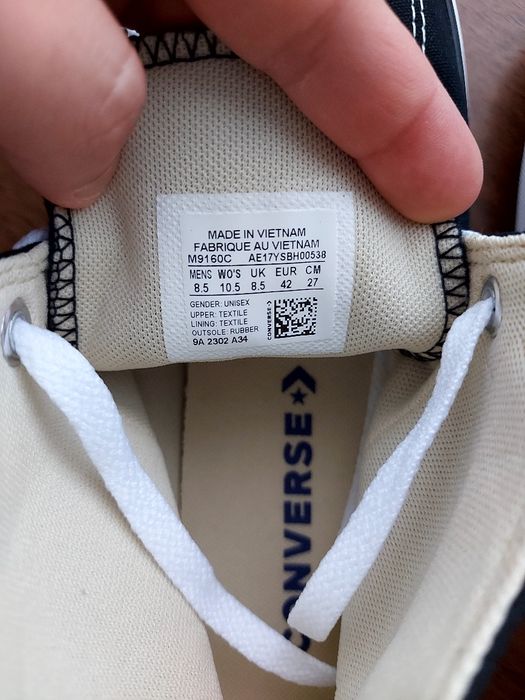 MADE IN VIETNAM
FABRIQUE AU VIETNAM
M9160C AE17YSBH00538
MENS WO'S UK EUR CM
8.5 10.5 8.5 42 27
GENDER: UNISEX
UPPER: TEXTILE
LINING: TEXTILE
OUTSOLE: RUBBER
9A 2302 A34
CONVERSE
CONVERSE